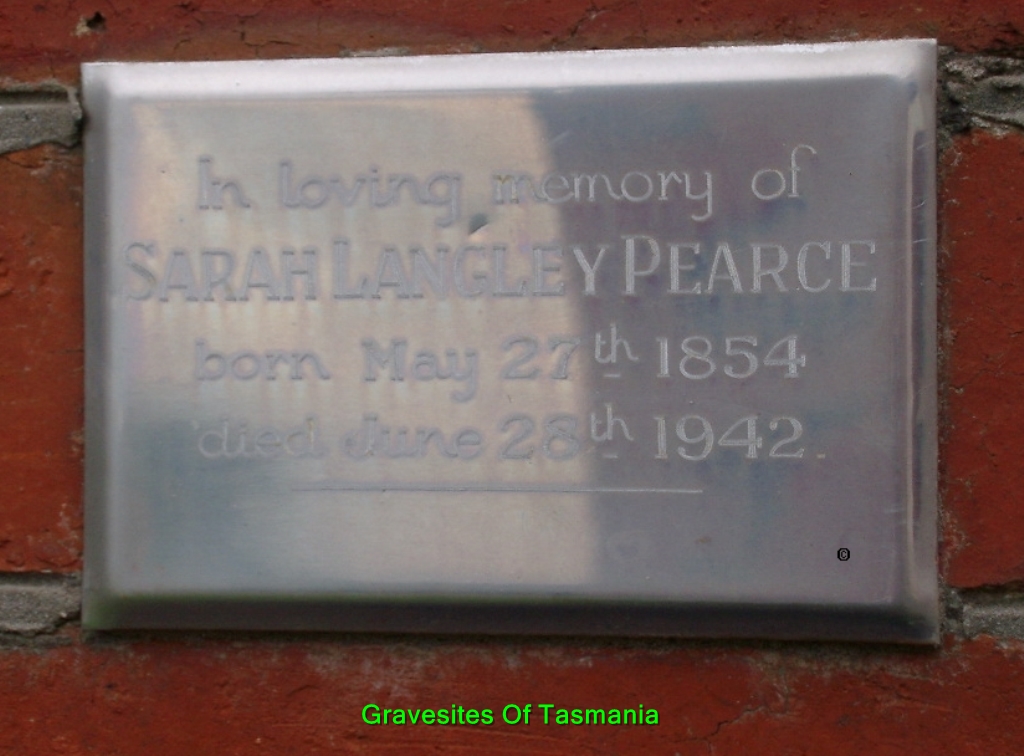 In loving memory of
SARAH LANGLEY PEARCE
born May 27th 1854
died June 28th 1942.
©
Gravesites Of Tasmania